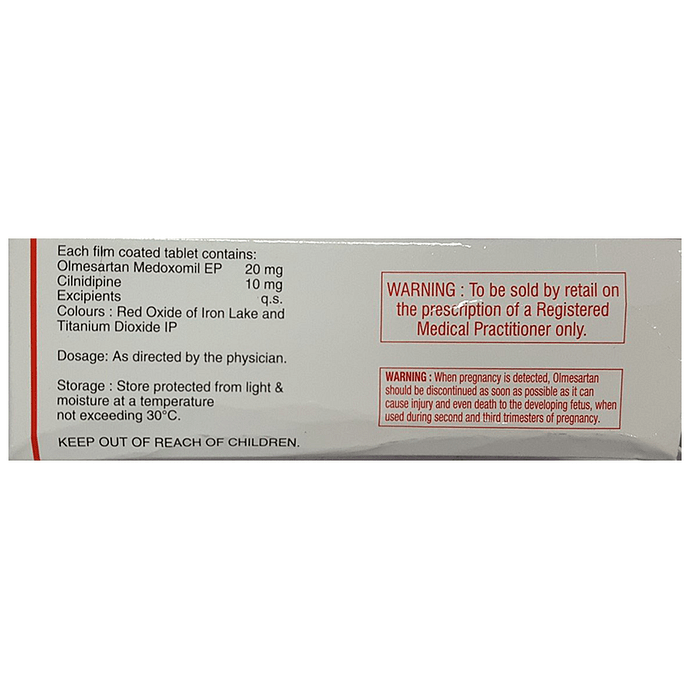 Each film coated tablet contains:
Olmesartan Medoxomil EP 20 mg
Cilnidipine 10 mg
Excipients q.s.
Colours : Red Oxide of Iron Lake and
Titanium Dioxide IP
Dosage: As directed by the physician.
Storage : Store protected from light &
moisture at a temperature
not exceeding 30°C.
KEEP OUT OF REACH OF CHILDREN.
WARNING : To be sold by retail on
the prescription of a Registered
Medical Practitioner only.
WARNING : When pregnancy is detected, Olmesartan
should be discontinued as soon as possible as it can
cause injury and even death to the developing fetus, when
used during second and third trimesters of pregnancy.